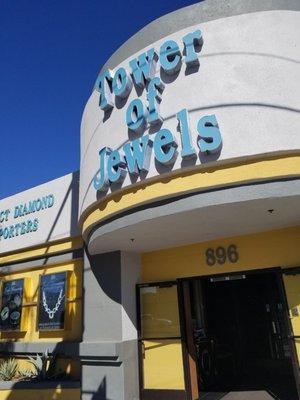 Tower
of
Jewels
CT DIAMOND
PORTERS
896